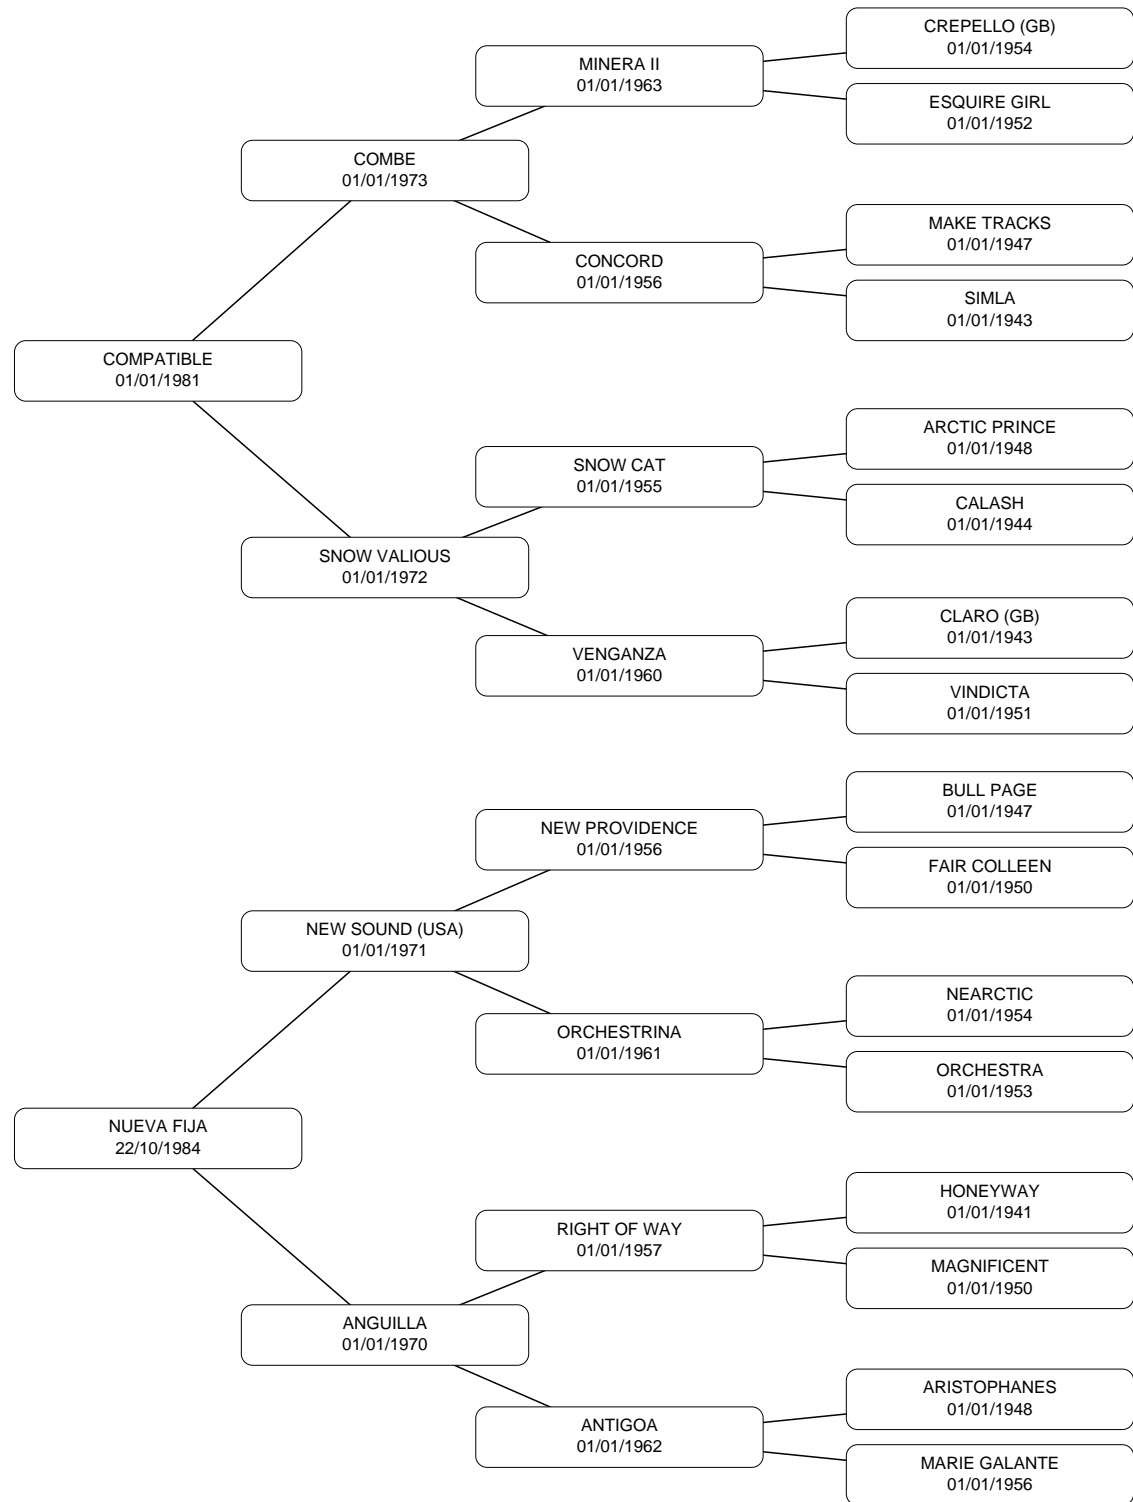 CREPELLO (GB)
01/01/1954
MINERA II
01/01/1963
ESQUIRE GIRL
01/01/1952
COMBE
01/01/1973
MAKE TRACKS
01/01/1947
CONCORD
01/01/1956
SIMLA
01/01/1943
COMPATIBLE
01/01/1981
ARCTIC PRINCE
01/01/1948
SNOW CAT
01/01/1955
CALASH
01/01/1944
SNOW VALIOUS
01/01/1972
CLARO (GB)
01/01/1943
VENGANZA
01/01/1960
VINDICTA
01/01/1951
BULL PAGE
01/01/1947
NEW PROVIDENCE
01/01/1956
FAIR COLLEEN
01/01/1950
NEW SOUND (USA)
01/01/1971
NEARCTIC
01/01/1954
ORCHESTRINA
01/01/1961
ORCHESTRA
01/01/1953
NUEVA FIJA
22/10/1984
HONEYWAY
01/01/1941
RIGHT OF WAY
01/01/1957
MAGNIFICENT
01/01/1950
ANGUILLA
01/01/1970
ARISTOPHANES
01/01/1948
ANTIGOA
01/01/1962
MARIE GALANTE
01/01/1956